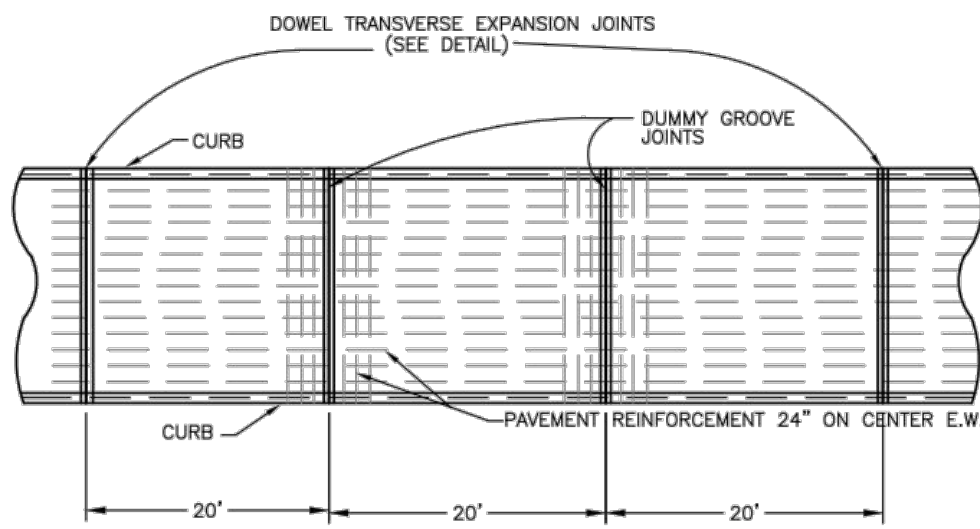 DOWEL TRANSVERSE EXPANSION JOINTS
(SEE DETAIL)
DUMMY GROOVE
JOINTS
CURB
PAVEMENT REINFORCEMENT 24" ON CENTER E.W
CURB
20'
20'
20'